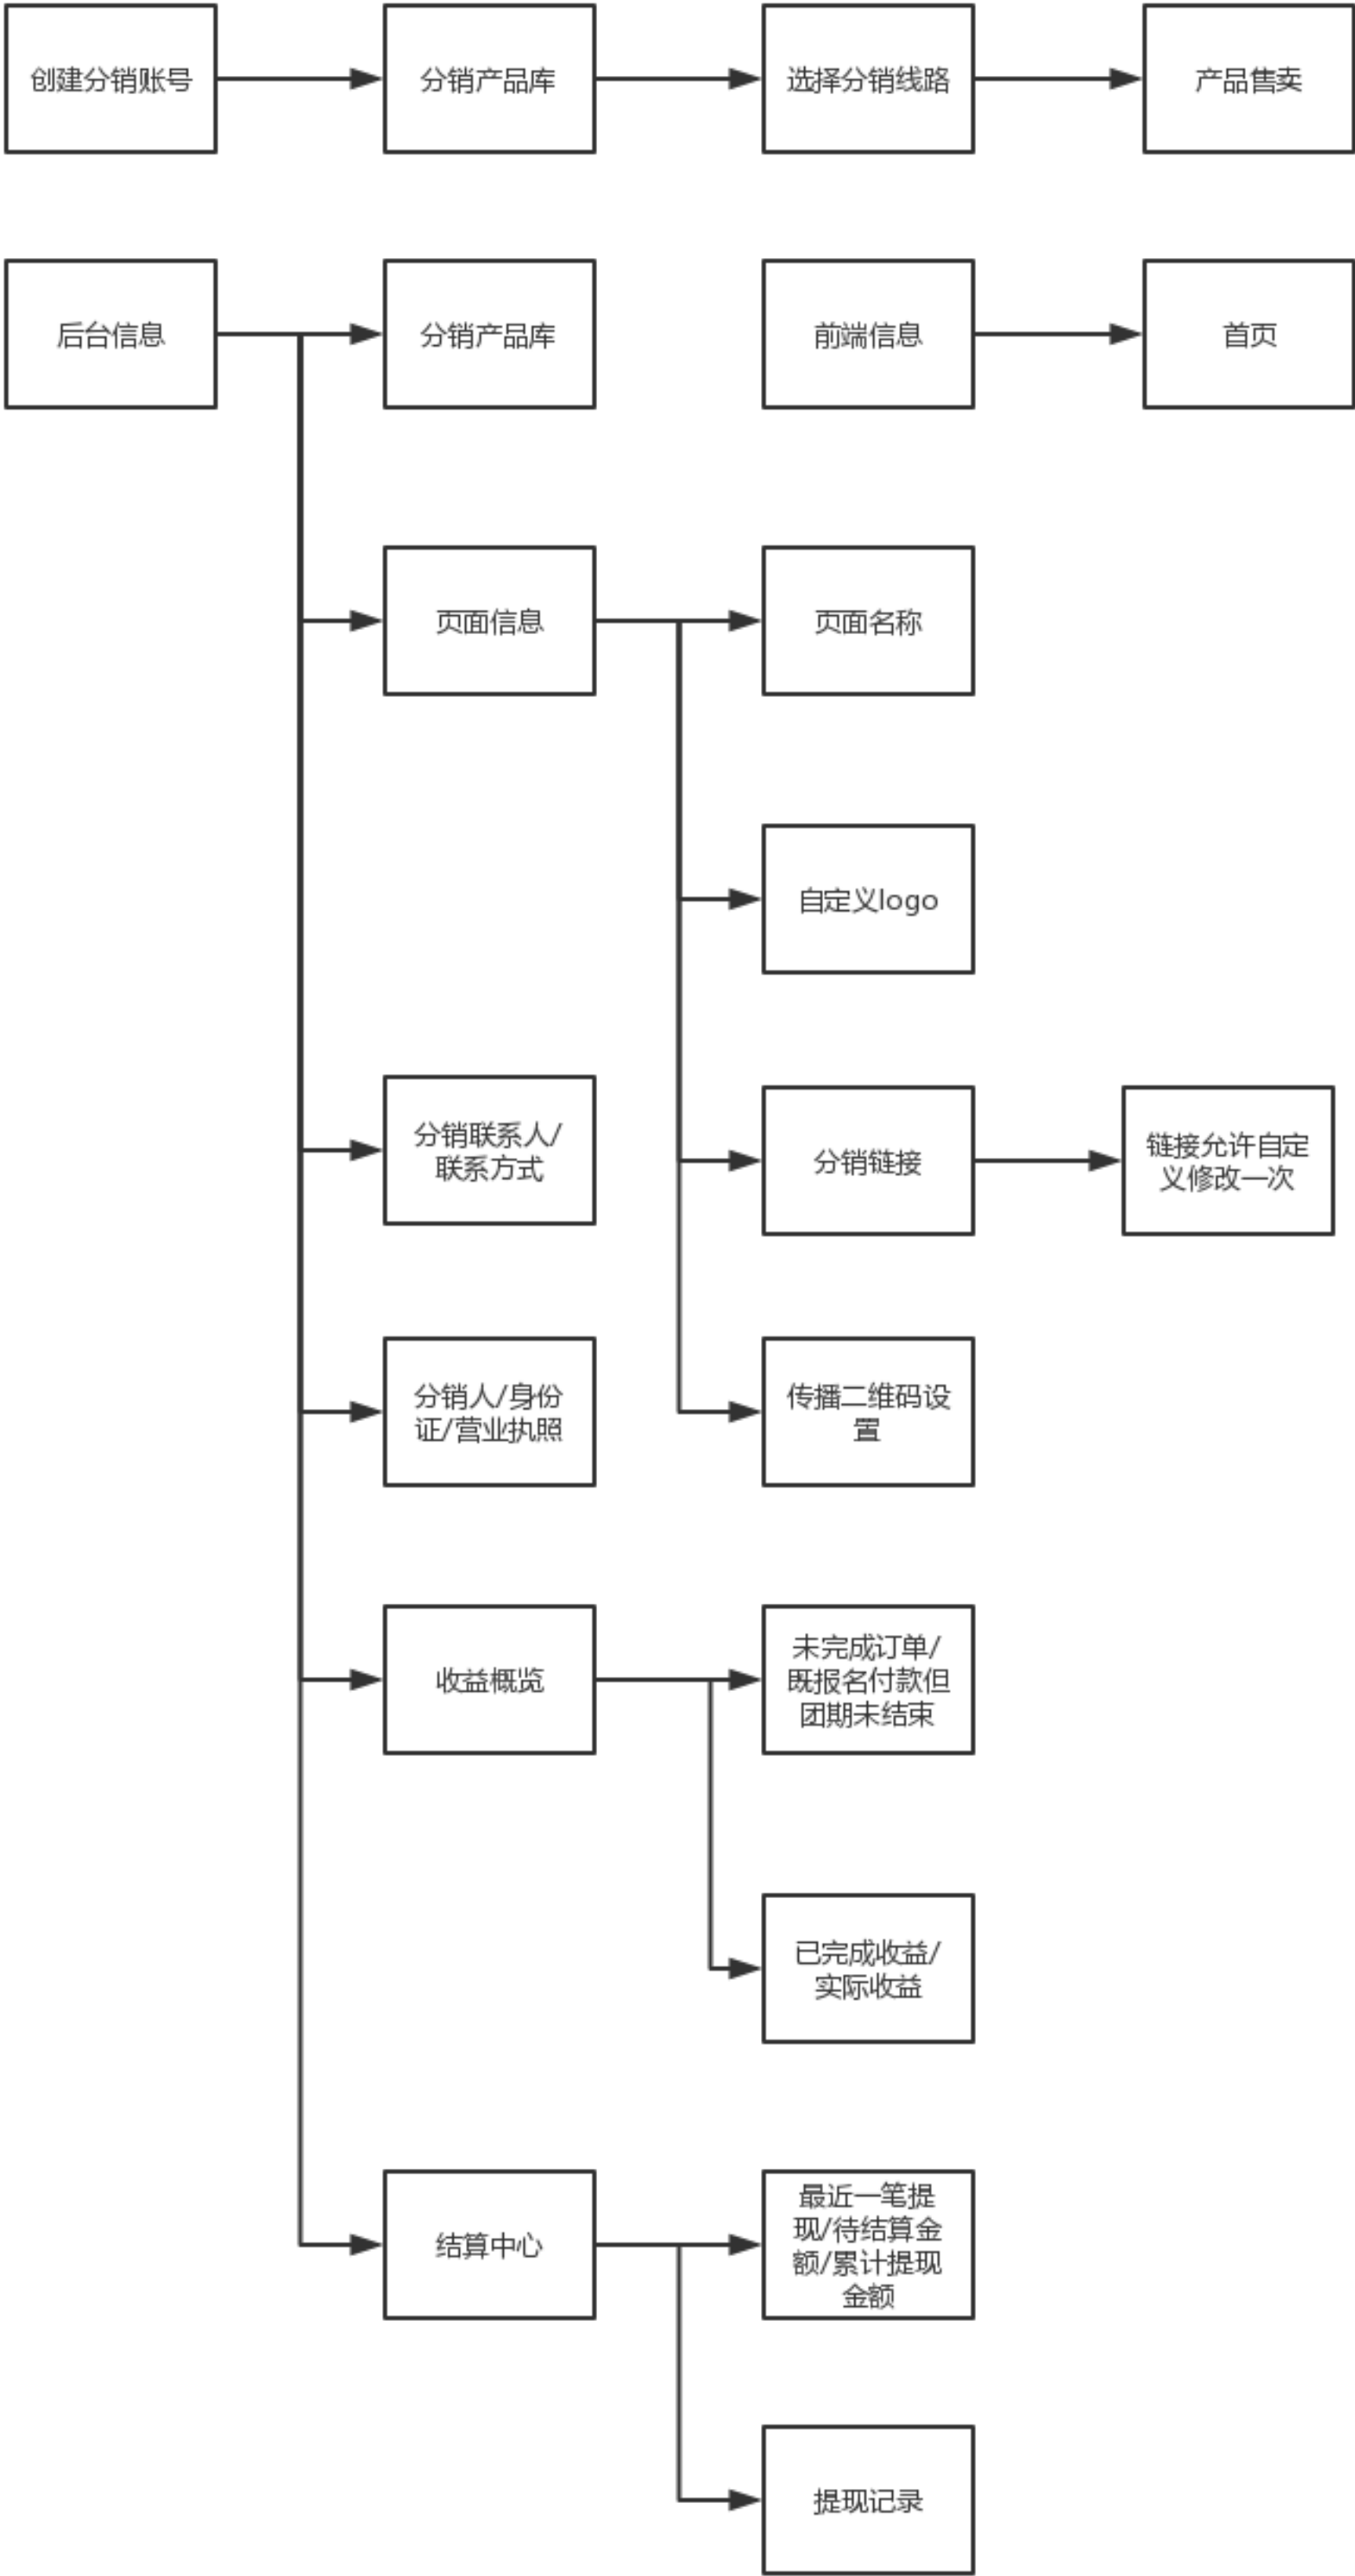 创建分销账号
分销产品库
选择分销线路
产品售卖
后台信息
分销产品库
前端信息
首页
页面信息
页面名称
自定义logo
分销联系人/
联系方式
分销链接
链接允许自定
义修改一次
分销人/身份
证/营业执照
传播二维码设
置
收益概览
未完成订单/
既报名付款但
团期未结束
已完成收益/
实际收益
结算中心
最近一笔提
现/待结算金
额/累计提现
金额
提现记录